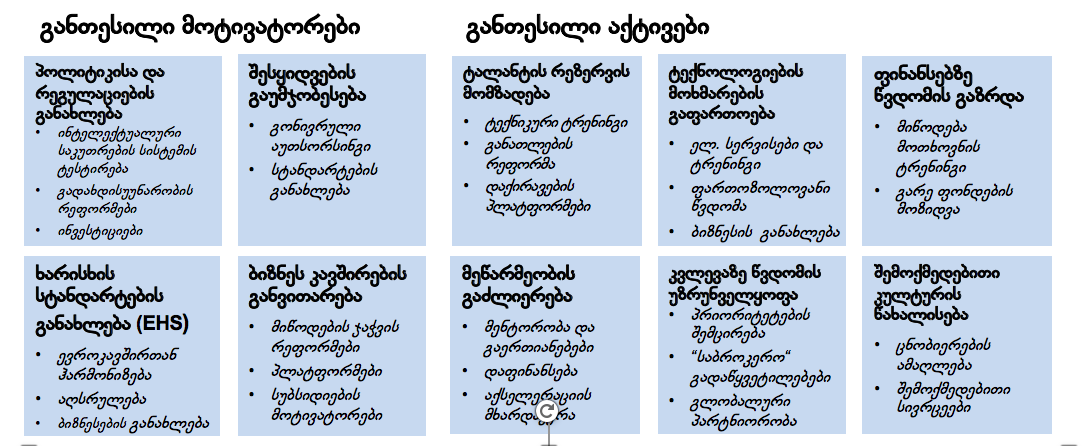 განთესილი მოტივატორები
განთესილი აქტივები
პოლიტიკისა და
რეგულაციების
განახლება
• ინტელექტუალური
საკუთრების სისტემის
ტესტირება
• გადახდისუუნარობის
რეფორმები
• ინვესტიციები
შესყიდვების
გაუმჯობესება
• გონივრული
აუთსორსინგი
• სტანდარტების
განახლება
ტალანტის რეზერვის
მომზადება
• ტექნიკური ტრენინგი
• განათლების
რეფორმა
• დაქირავების
პლატფორმები
ტექნოლოგიების
მოხმარების
გაფართოება
• ელ. სერვისები და
ტრენინგი
• ფართოზოლოვანი
წვდომა
• ბიზნესის განახლება
ფინანსებზე
წვდომის გაზრდა
• მიწოდება
მოთხოვნის
ტრენინგი
• გარე ფონდების
მოზიდვა
ხარისხის
სტანდარტების
განახლება (EHS)
• ევროკავშირთან
ჰარმონიზება
• აღსრულება
• ბიზნესების განახლება
ბიზნეს კავშირების
განვითარება
• მიწოდების ჯაჭვის
რეფორმები
• პლატფორმები
• სუბსიდიების
მოტივატორები
მეწარმეობის
გაძლიერება
• მენტორობა და
გაერთიანებები
• დაფინანსება
• აქსელერაციის
კვლევაზე წვდომის
უზრუნველყოფა
• პრიორიტეტების
შემცირება
• “საბროკერო“
გადაწყვეტილებები
• გლობალური
პარტნიორობა
შემოქმედებითი
კულტურის
წახალისება
• ცნობიერების
ამაღლება
• შემოქმედებითი
სივრცეები